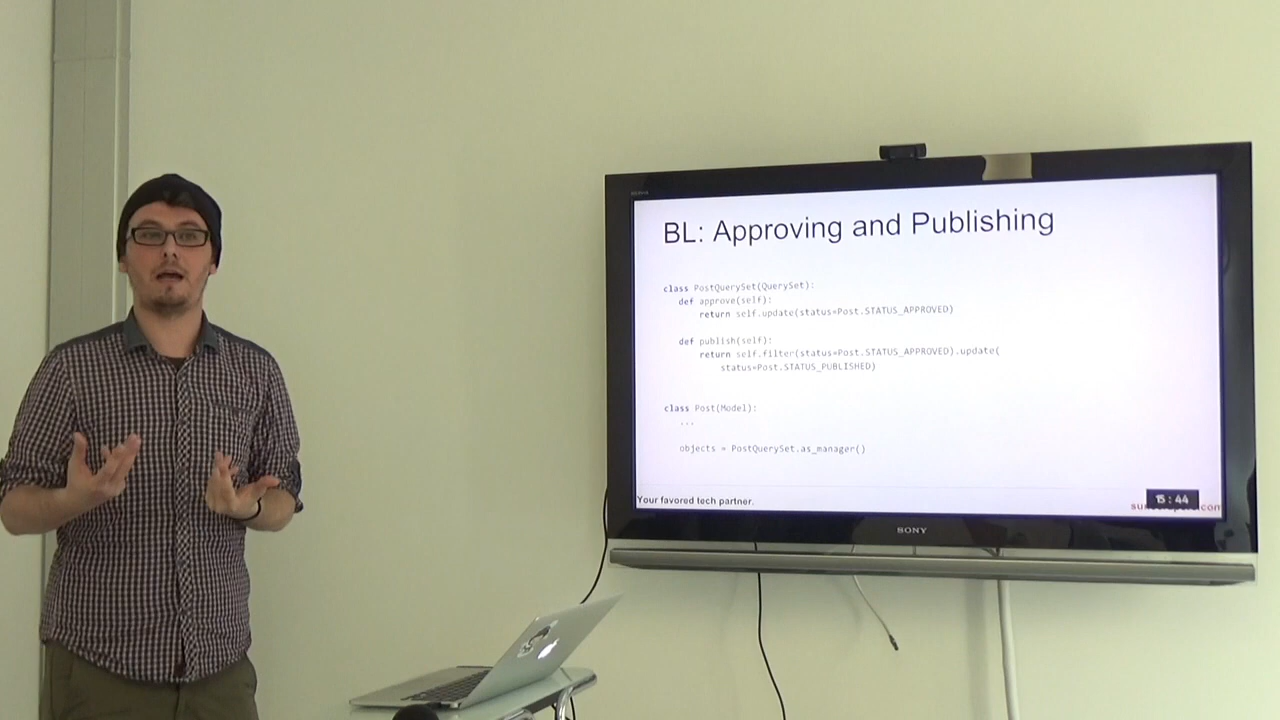 BL: Approving and Publishing
class PostQuerySet(QuerySet):
def approve(self):
return self.update(status=Post.STATUS_APPROVED)
def publish(self):
return self.filter(status=Post.STATUS_APPROVED).update(
status=Post.STATUS_PUBLISHED)
class Post(Model):
...
objects = PostQuerySet.as_manager()
Your favored tech partner.
15:44
SONY